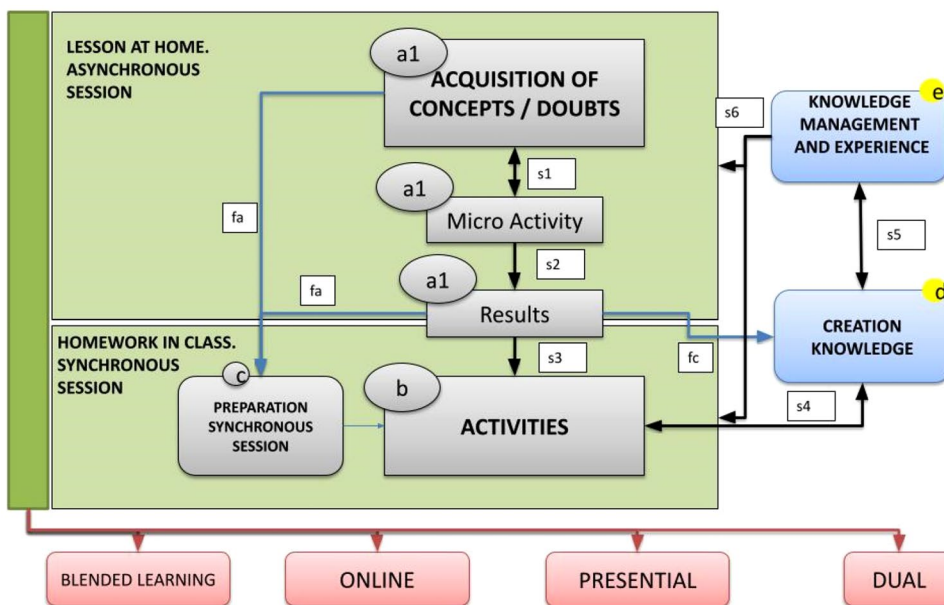 LESSON AT HOME.
ASYNCHRONOUS
SESSION
a1
ACQUISITION OF
CONCEPTS / DOUBTS
s6
e
KNOWLEDGE
MANAGEMENT
AND EXPERIENCE
s1
a1
Micro Activity
fa
s5
s2
a1
fa
Results
d
CREATION
KNOWLEDGE
HOMEWORK IN CLASS.
SYNCHRONOUS
SESSION
s3
fc
c
b
PREPARATION
SYNCHRONOUS
SESSION
ACTIVITIES
s4
BLENDED LEARNING
ONLINE
PRESENTIAL
DUAL